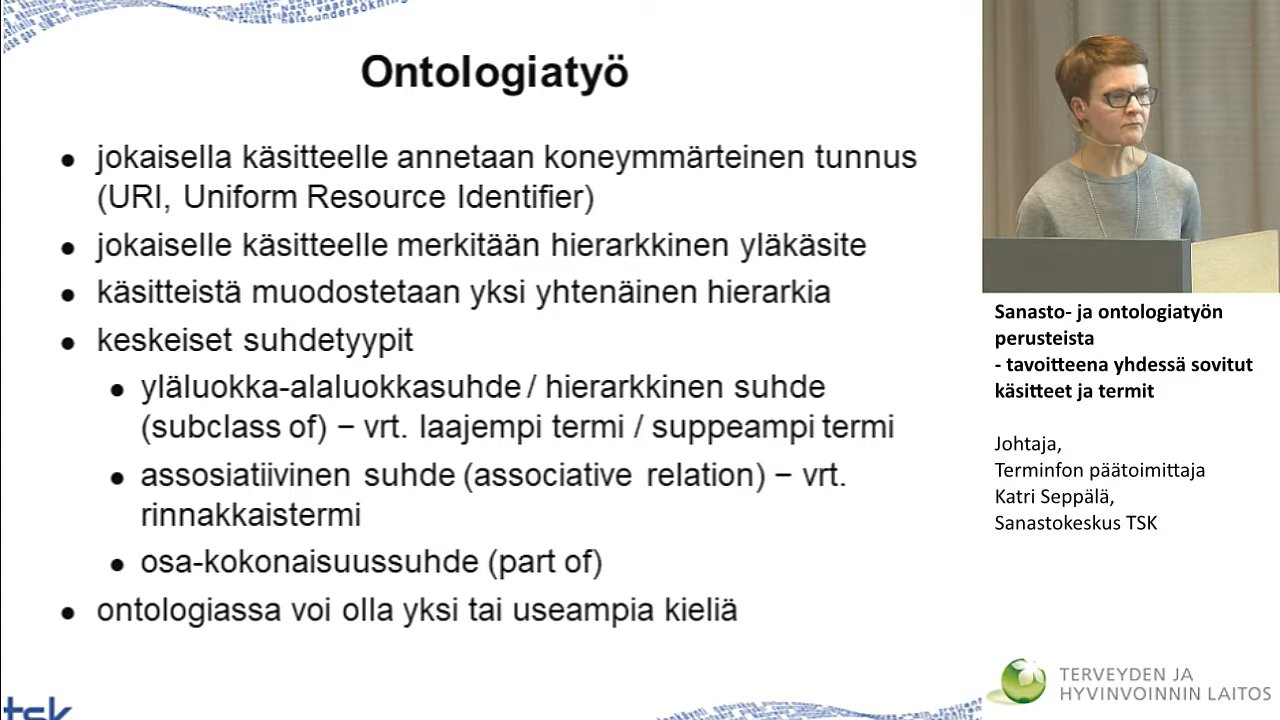 Ontologiatyö
jokaisella käsitteelle annetaan koneymmärteinen tunnus
(URI, Uniform Resource Identifier)
jokaiselle käsitteelle merkitään hierarkkinen yläkäsite
käsitteistä muodostetaan yksi yhtenäinen hierarkia
keskeiset suhdetyypit
yläluokka-alaluokkasuhde / hierarkkinen suhde
(subclass of) – vrt. laajempi termi / suppeampi termi
assosiatiivinen suhde (associative relation) – vrt.
rinnakkaistermi
osa-kokonaisuussuhde (part of)
ontologiassa voi olla yksi tai useampia kieliä
tsk
Sanasto- ja ontologiatyön
perusteista
- tavoitteena yhdessä sovitut
käsitteet ja termit
Johtaja,
Terminfon päätoimittaja
Katri Seppälä,
Sanastokeskus TSK
TERVEYDEN JA
HYVINVOINNIN LAITOS